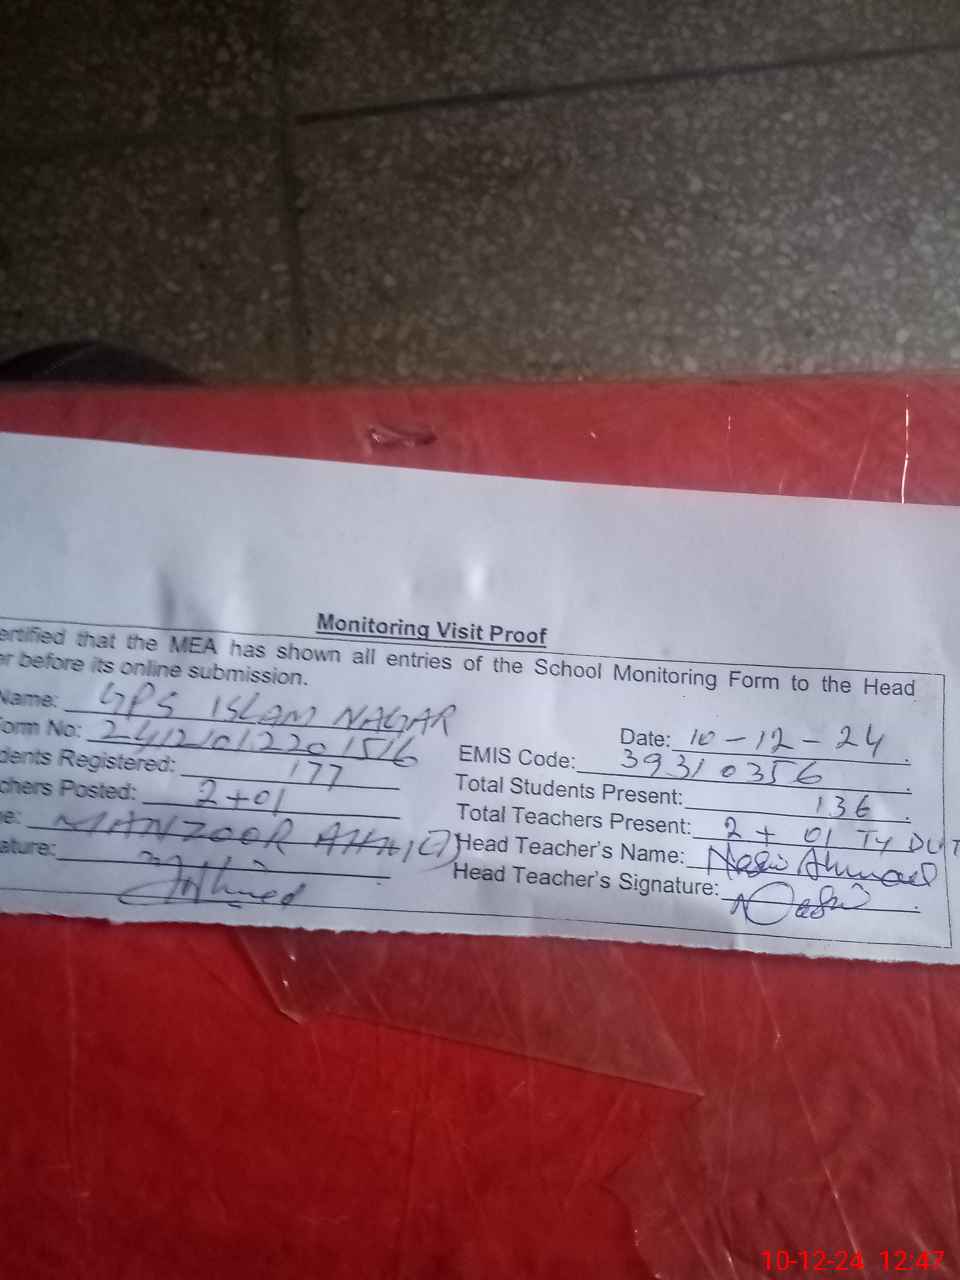 Monitoring Visit Proof
ertified that the MEA has shown all entries of the School Monitoring Form to the Head
er before its online submission.
Name: GPS ISLAM NAGAR
Date: 10-12-24.
orm No: 24121012201516
EMIS Code: 39310356.
dents Registered: 177
Total Students Present: 136.
chers Posted: 2+01
Total Teachers Present: 2 + 01 TY DUT
e: MANZOOR
Head Teacher's Name: Ahmad
ature: Ahmed
Head Teacher's Signature:
10-12-24 12:47